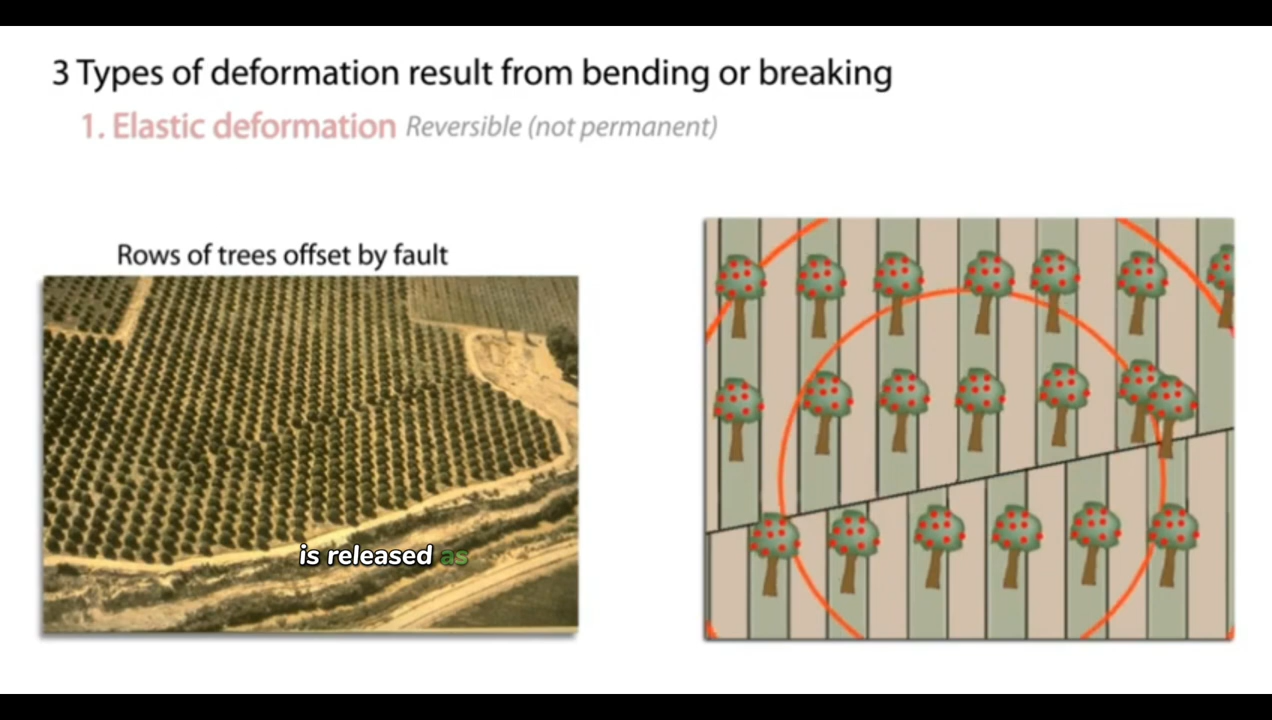 3 Types of deformation result from bending or breaking
1. Elastic deformation Reversible (not permanent)
Rows of trees offset by fault
is released as